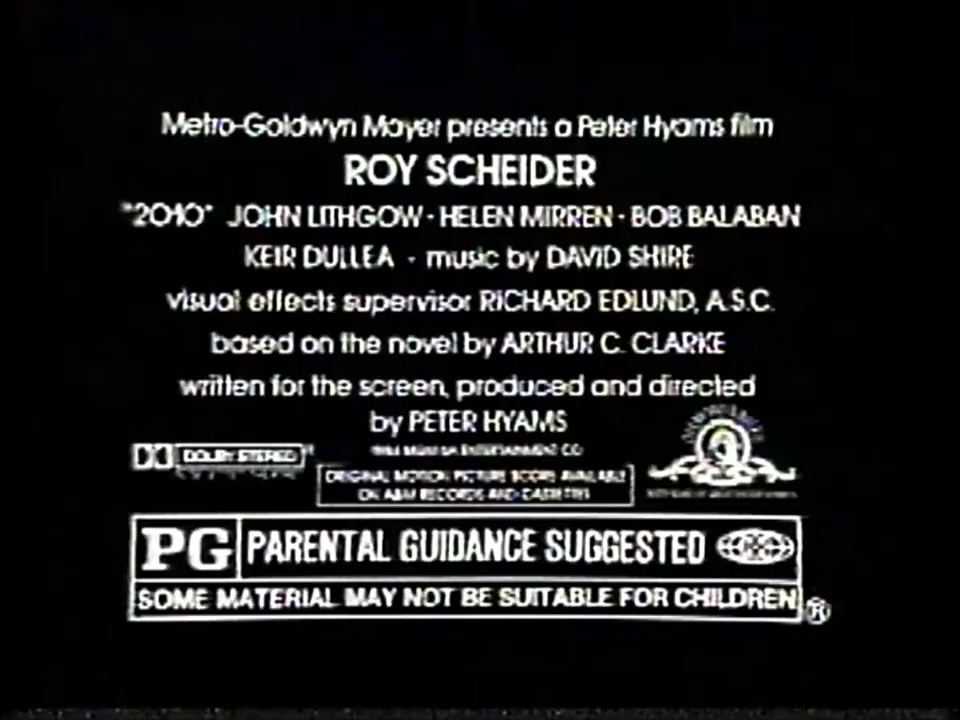 Metro-Goldwyn Mayer presents a Peter Hyams film
ROY SCHEIDER
"2010" JOHN LITHGOW · HELEN MIRREN · BOB BALABAN
KEIR DULLEA · music by DAVID SHIRE
visual effects supervisor RICHARD EDLUND, A.S.C.
based on the novel by ARTHUR C. CLARKE
written for the screen, produced and directed
by PETER HYAMS
DOLBY STEREO
ENTERTAINMENT CO
ORIGINAL MOTION PICTURE SCORE AVAILABLE
ON A&M RECORDS AND CASSETTES
PG PARENTAL GUIDANCE SUGGESTED
SOME MATERIAL MAY NOT BE SUITABLE FOR CHILDREN ®